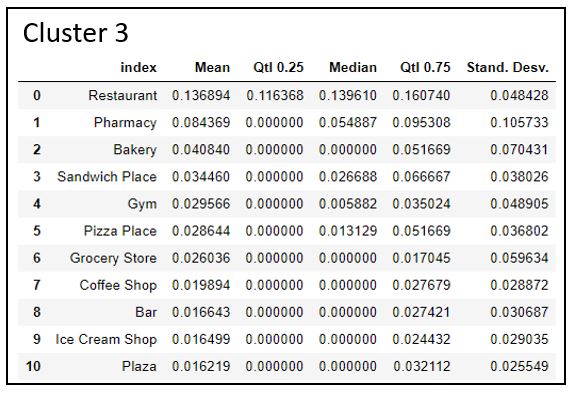 Cluster 3
index Mean Qtl 0.25 Median Qtl 0.75 Stand. Desv.
0 Restaurant 0.136894 0.116368 0.139610 0.160740 0.048428
1 Pharmacy 0.084369 0.000000 0.054887 0.095308 0.105733
2 Bakery 0.040840 0.000000 0.000000 0.051669 0.070431
3 Sandwich Place 0.034460 0.000000 0.026688 0.066667 0.038026
4 Gym 0.029566 0.000000 0.005882 0.035024 0.048905
5 Pizza Place 0.028644 0.000000 0.013129 0.051669 0.036802
6 Grocery Store 0.026036 0.000000 0.000000 0.017045 0.059634
7 Coffee Shop 0.019894 0.000000 0.000000 0.027679 0.028872
8 Bar 0.016643 0.000000 0.000000 0.027421 0.030687
9 Ice Cream Shop 0.016499 0.000000 0.000000 0.024432 0.029035
10 Plaza 0.016219 0.000000 0.000000 0.032112 0.025549